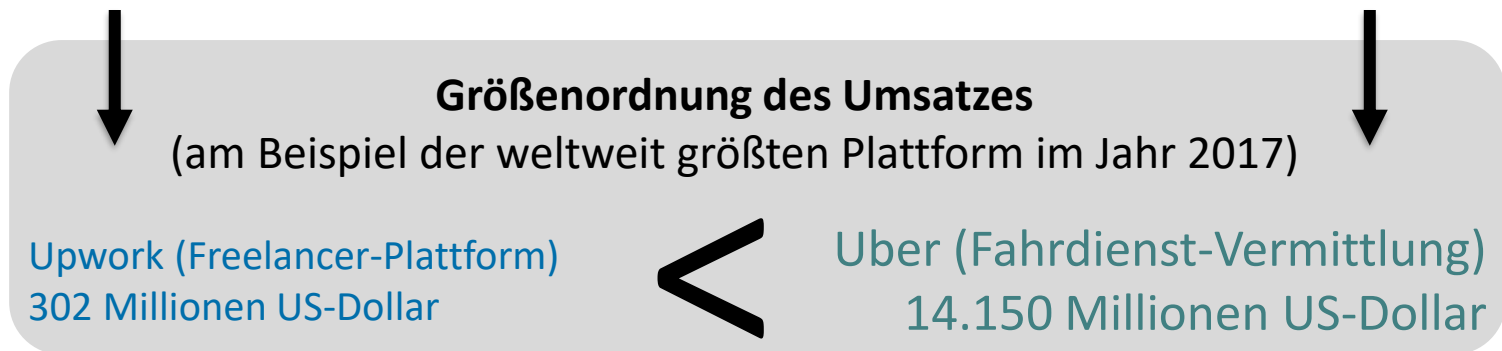 Größenordnung des Umsatzes
(am Beispiel der weltweit größten Plattform im Jahr 2017)
Upwork (Freelancer-Plattform)
302 Millionen US-Dollar
<
Uber (Fahrdienst-Vermittlung)
14.150 Millionen US-Dollar